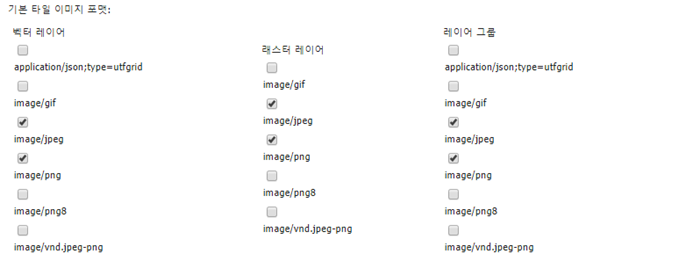 기본 타일 이미지 포맷:
벡터 레이어
application/json;type=utfgrid
image/gif
image/jpeg
image/png
image/png8
image/vnd.jpeg-png
래스터 레이어
image/gif
image/jpeg
image/png
image/png8
image/vnd.jpeg-png
레이어 그룹
application/json;type=utfgrid
image/gif
image/jpeg
image/png
image/png8
image/vnd.jpeg-png